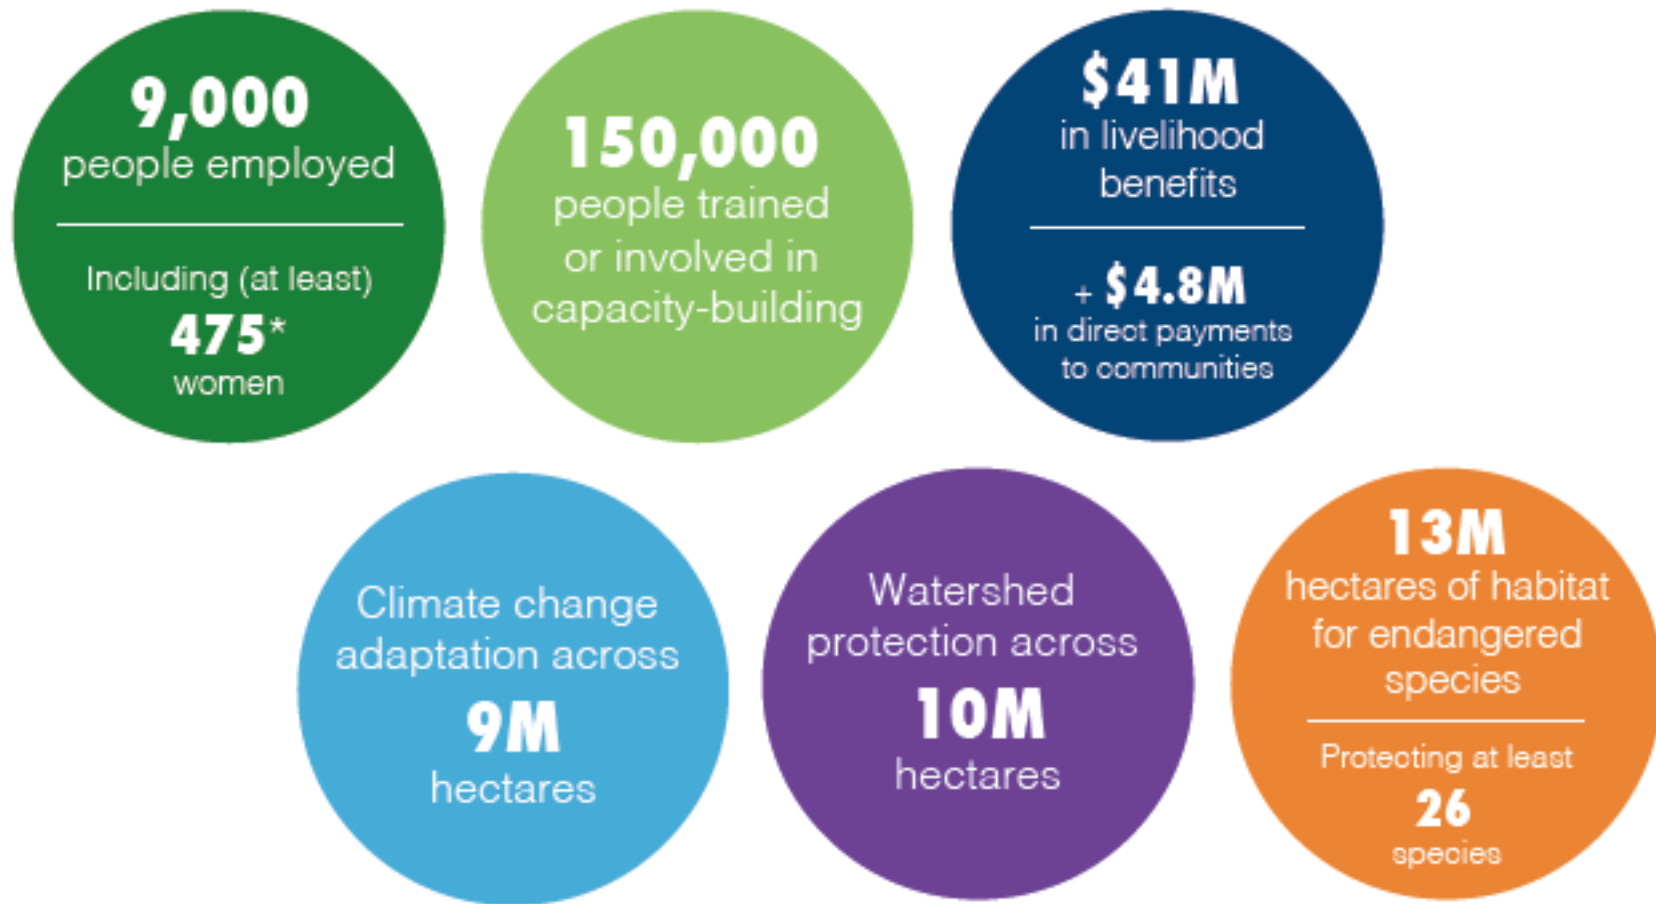 9,000
people employed
Including (at least)
475*
women
150,000
people trained
or involved in
capacity-building
$41M
in livelihood
benefits
+ $4.8M
in direct payments
to communities
Climate change
adaptation across
9M
hectares
Watershed
protection across
10M
hectares
13M
hectares of habitat
for endangered
species
Protecting at least
26
species